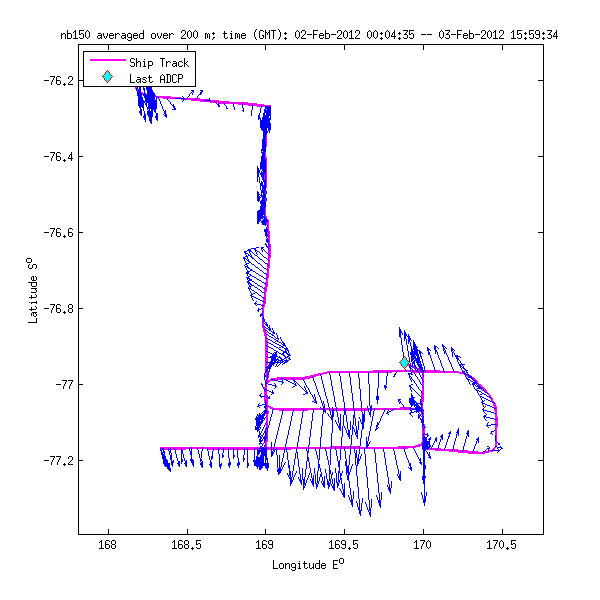 nb150 averaged over 200 m; time (GMT): 02-Feb-2012 00:04:35 -- 03-Feb-2012 15:59:34
Ship Track
Last ADCP
-76.2
-76.4
-76.6
-76.8
-77
-77.2
Latitude S°
168
168.5
169
169.5
170
170.5
Longitude E°